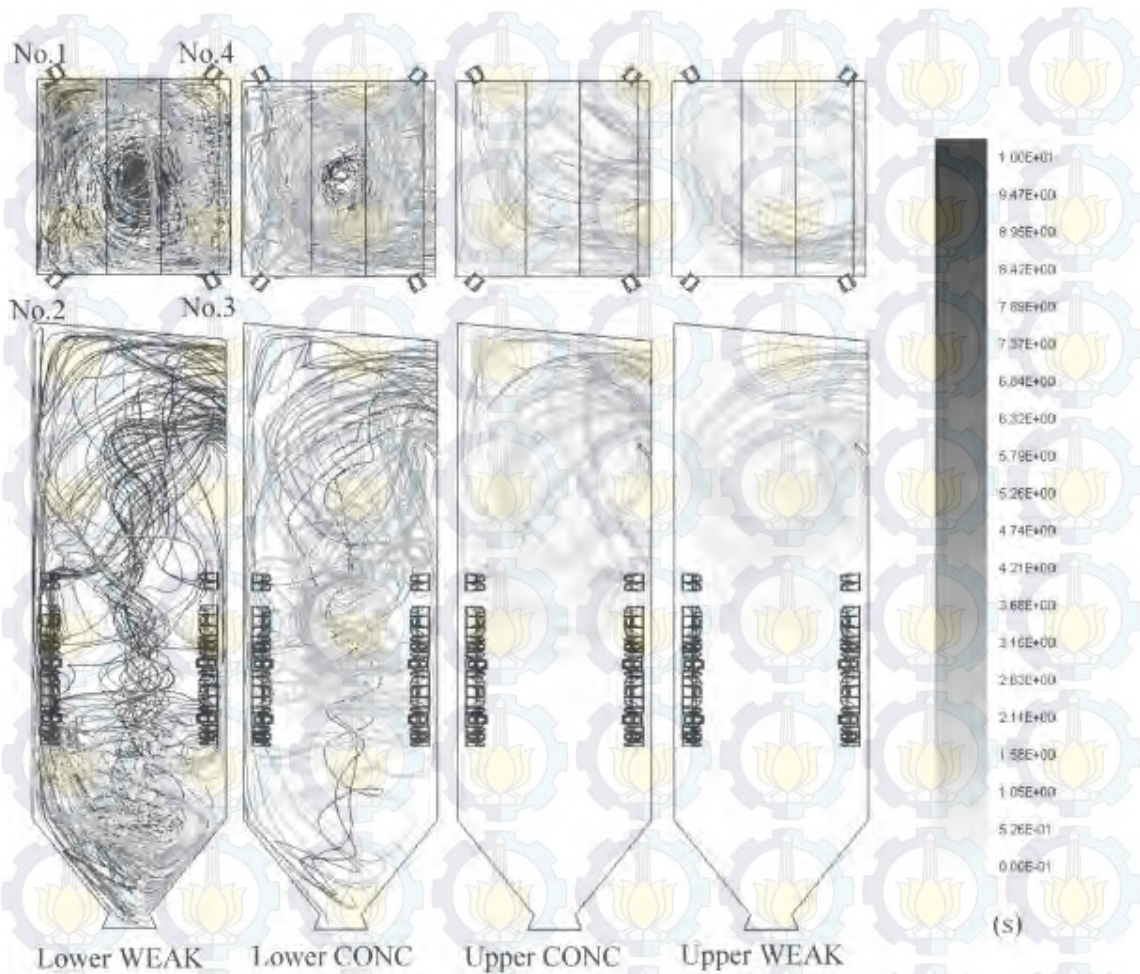 No.1
No.4
No.2
No.3
1.00E+01
9.47E+00
8.95E+00
8.42E+00
7.89E+00
7.37E+00
6.84E+00
6.32E+00
5.79E+00
5.26E+00
4.74E+00
4.21E+00
3.68E+00
3.16E+00
2.63E+00
2.11E+00
1.58E+00
1.05E+00
5.26E-01
0.00E-01
(s)
Lower WEAK
Lower CONC
Upper CONC
Upper WEAK